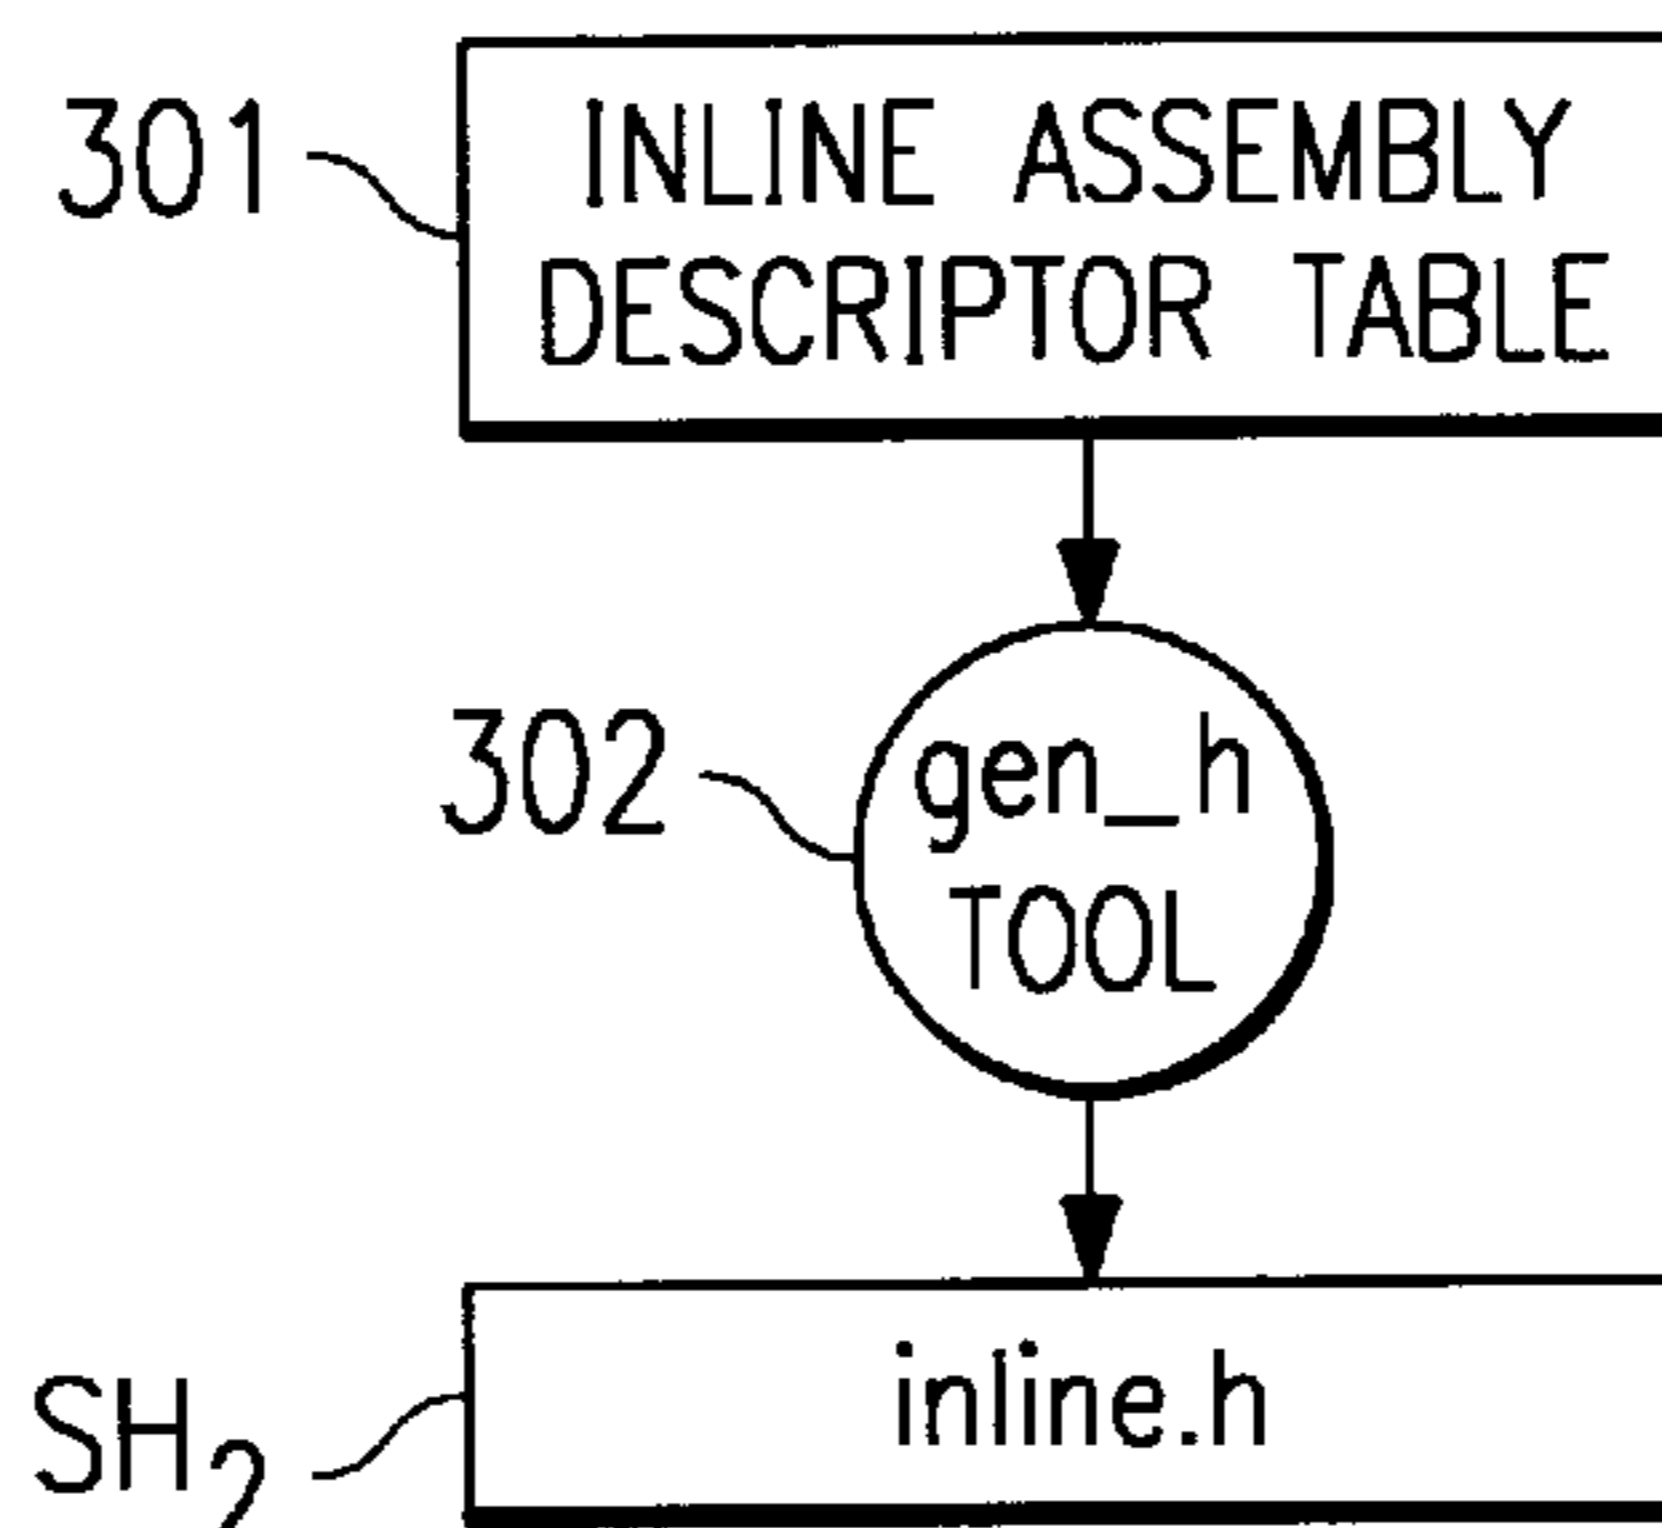 301
INLINE ASSEMBLY
DESCRIPTOR TABLE
302
gen_h
TOOL
inline.h
SH2